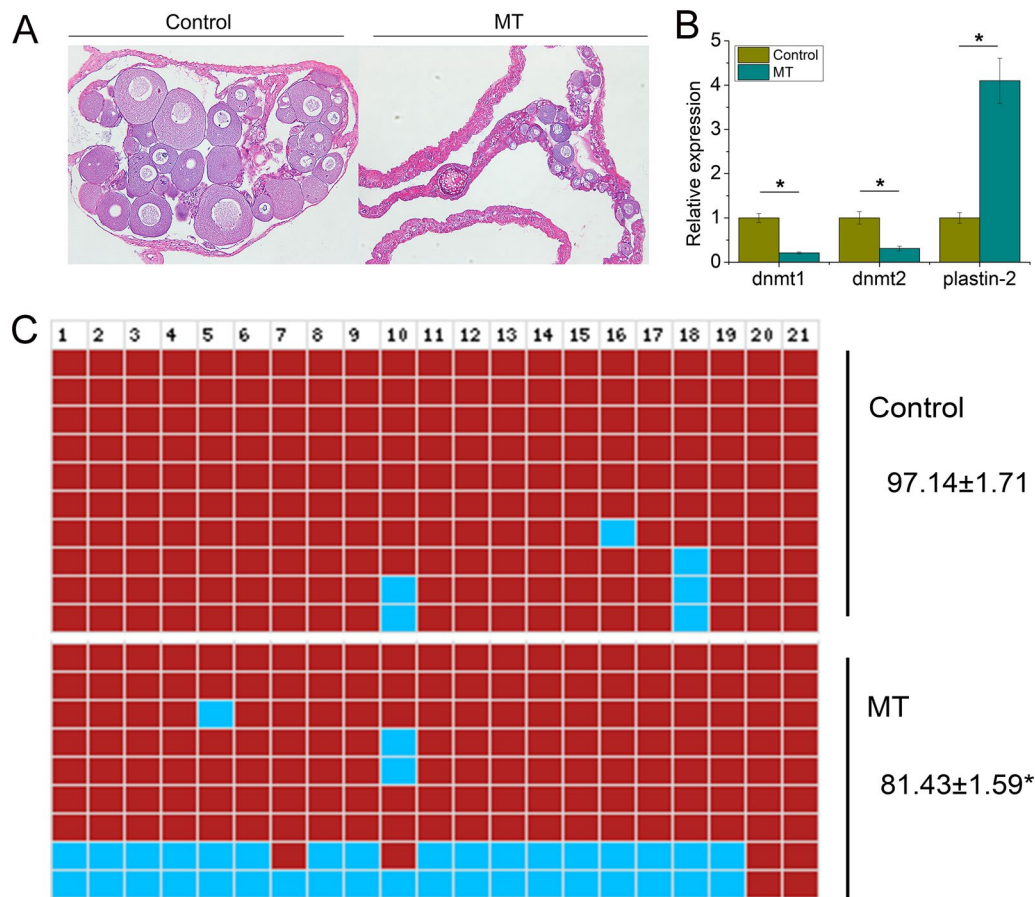 A
Control
MT
B
Relative expression
5
4
3
2
1
0
Control
MT
*
*
*
dnmt1 dnmt2 plastin-2
C
1 2 3 4 5 6 7 8 9 10 11 12 13 14 15 16 17 18 19 20 21
Control
97.14±1.71
MT
81.43±1.59*